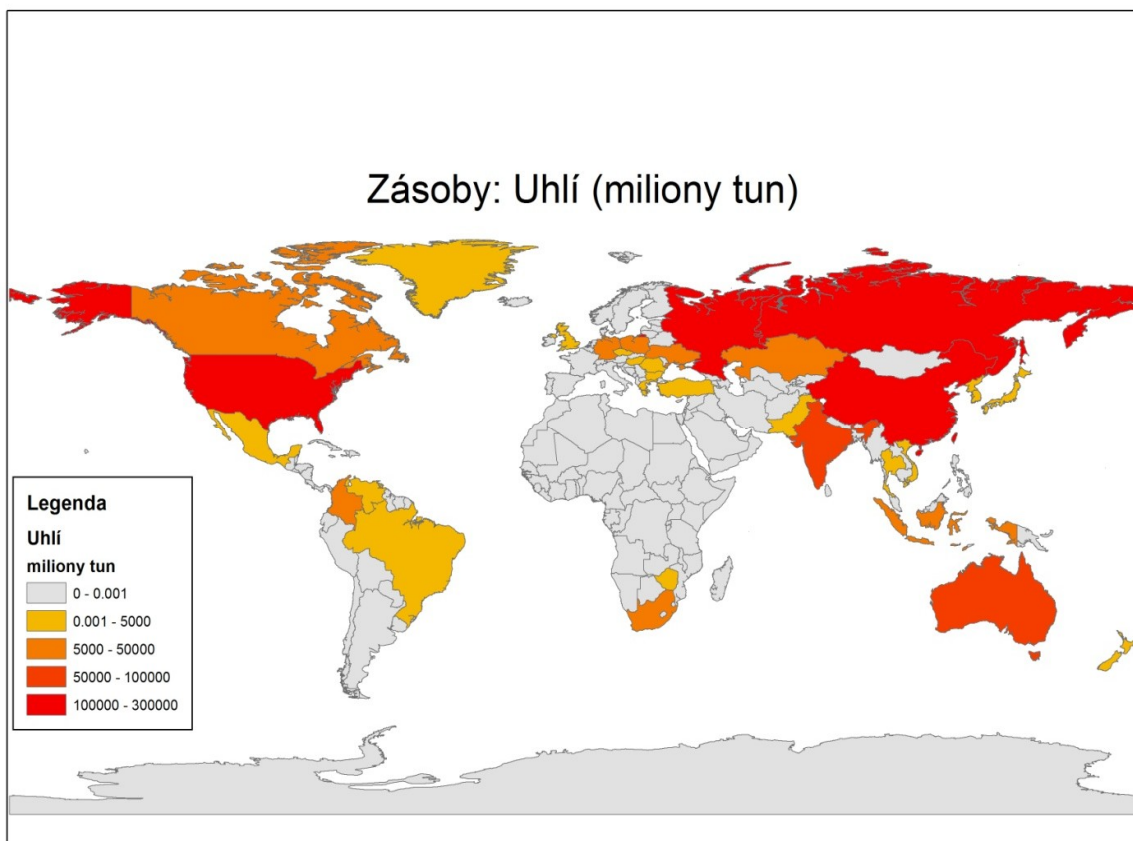 Zásoby: Uhlí (miliony tun)
Legenda
Uhlí
miliony tun
0 - 0.001
0.001 - 5000
5000 - 50000
50000 - 100000
100000 - 300000